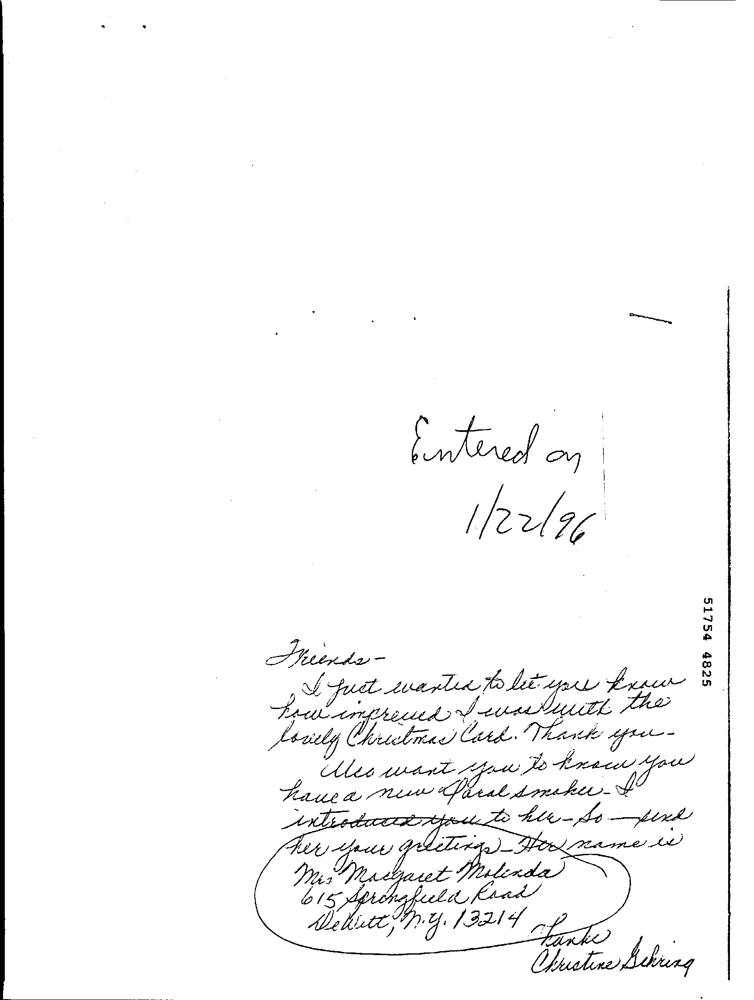 Entered on
1/22/96
51754 4825
Friends-
I just wanted to let you know
how impressed I was with the
lovely Christmas Card. Thank you-
Also want you to know you
have a new Doral smoker- I
introduced you to her- So - send
her your greetings- Her name is
Mrs Margaret Molinda
615 Springfield Road
DeWitt, N.Y. 13214
Thanks
Christine Gehring